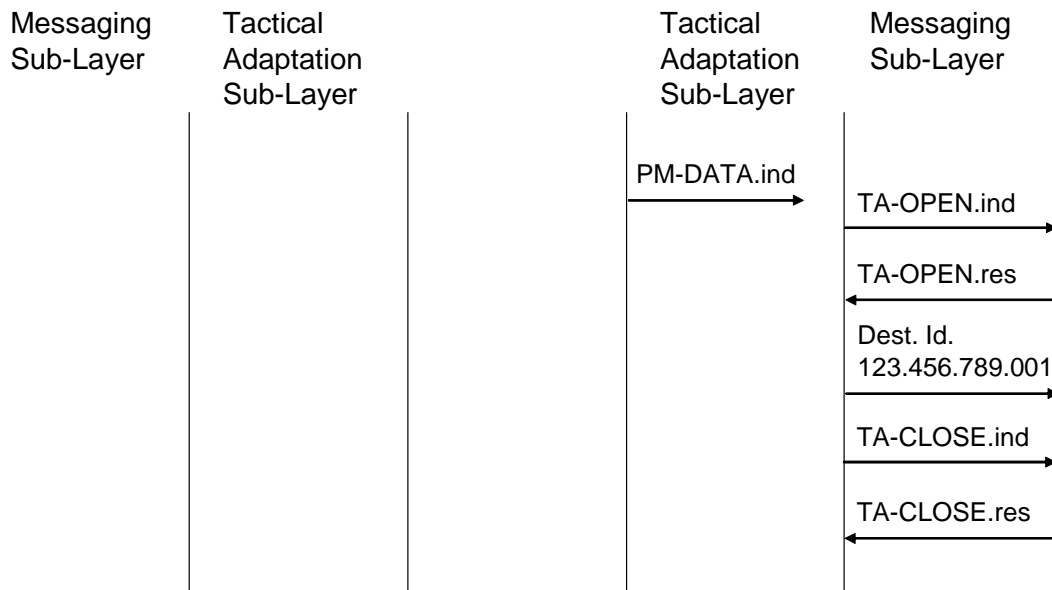 Messaging
Sub-Layer
Tactical
Adaptation
Sub-Layer
Tactical
Adaptation
Sub-Layer
Messaging
Sub-Layer
PM-DATA.ind
TA-OPEN.ind
TA-OPEN.res
Dest. Id.
123.456.789.001
TA-CLOSE.ind
TA-CLOSE.res